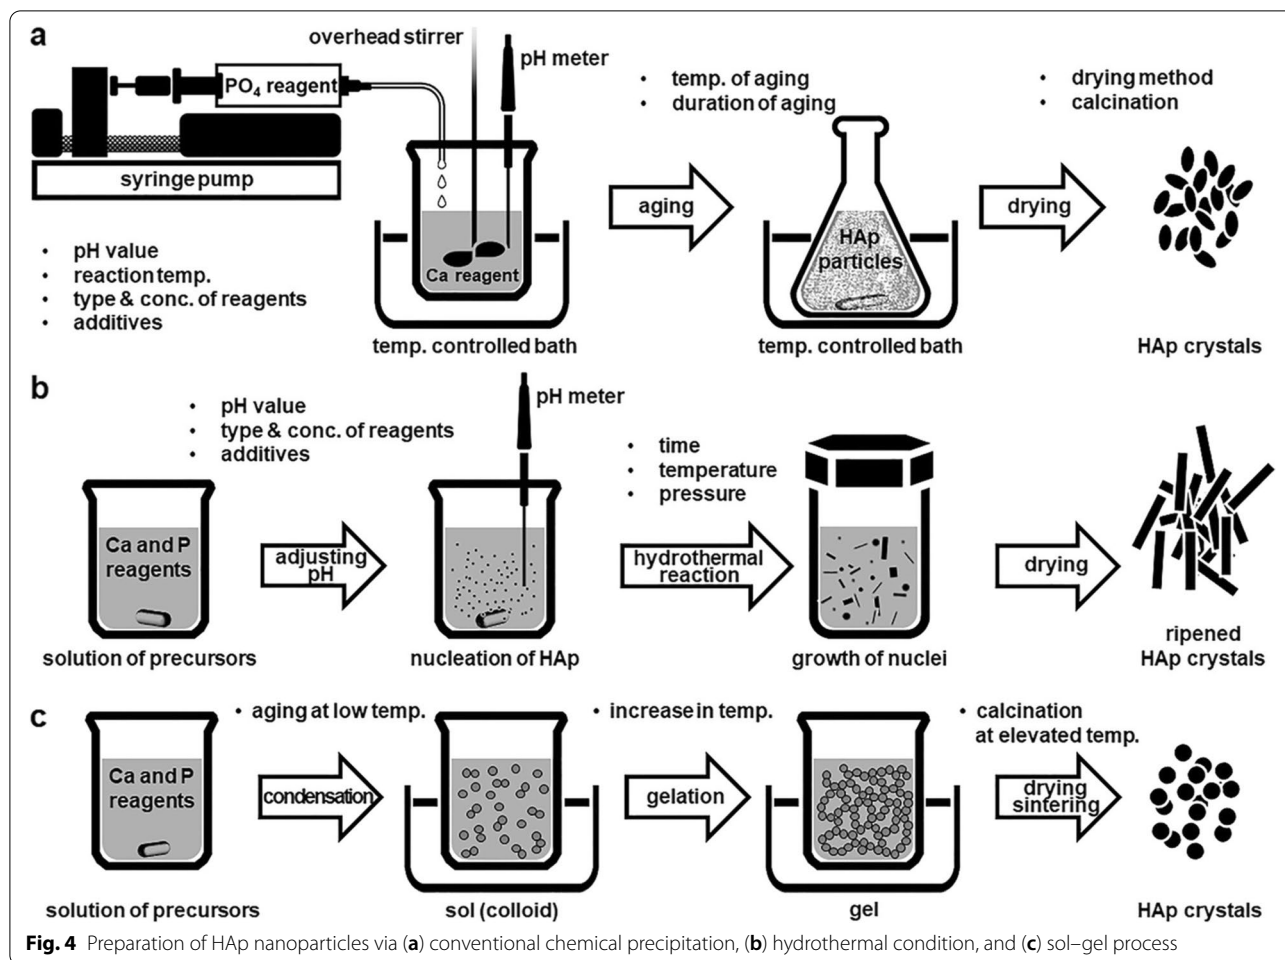 a
overhead stirrer
pH meter
PO4 reagent
syringe pump
• pH value
• reaction temp.
• type & conc. of reagents
• additives
Ca reagent
temp. controlled bath
• temp. of aging
• duration of aging
aging
HAp
particles
temp. controlled bath
• drying method
• calcination
drying
HAp crystals
b
• pH value
• type & conc. of reagents
• additives
pH meter
Ca and P
reagents
solution of precursors
adjusting
pH
nucleation of HAp
• time
• temperature
• pressure
hydrothermal
reaction
growth of nuclei
drying
ripened
HAp crystals
c
• aging at low temp.
• increase in temp.
• calcination
at elevated temp.
Ca and P
reagents
solution of precursors
condensation
sol (colloid)
gelation
gel
drying
sintering
HAp crystals
Fig. 4 Preparation of HAp nanoparticles via (a) conventional chemical precipitation, (b) hydrothermal condition, and (c) sol–gel process